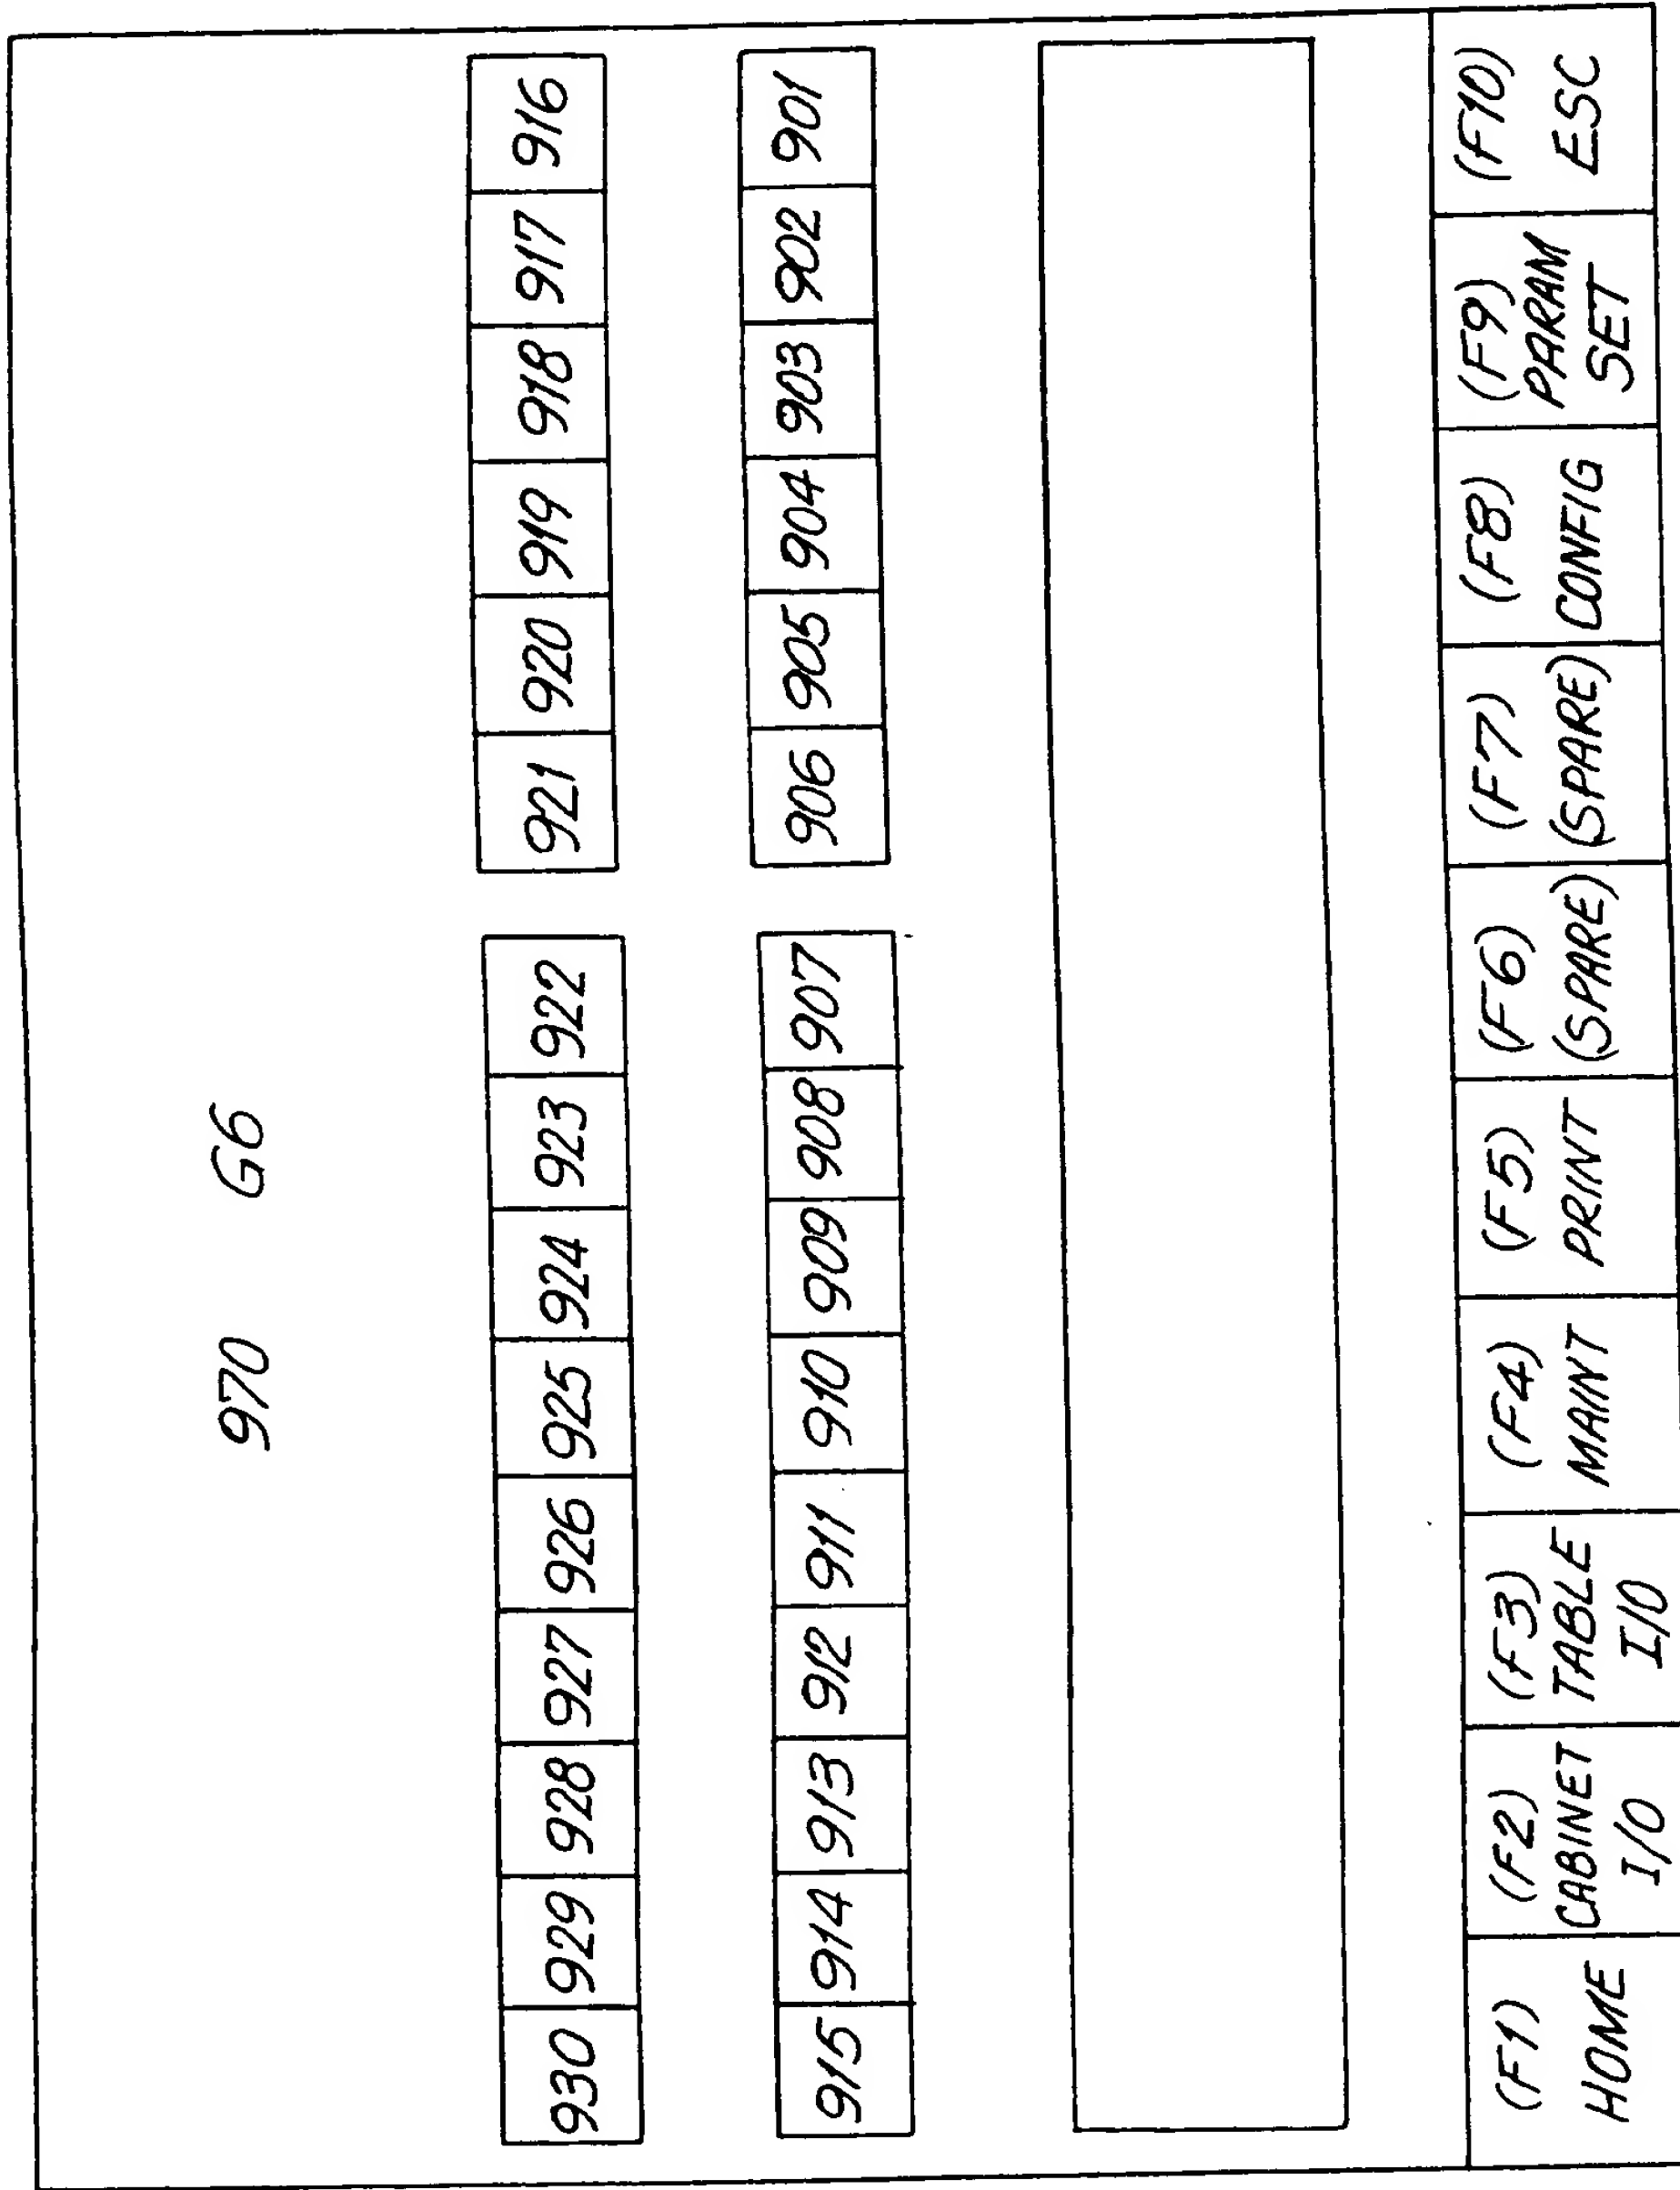 970 G6
930 929 928 927 926 925 924 923 922 921 920 919 918 917 916
915 914 913 912 911 910 909 908 907 906 905 904 903 902 901
(F1) (F2) (F3) (F4) (F5) (F6) (F7) (F8) (F9) (F10)
HOME CABINET TABLE MAINT PRINT (SPARE) (SPARE) CONFIG PARAM ESC
I/O I/O SET